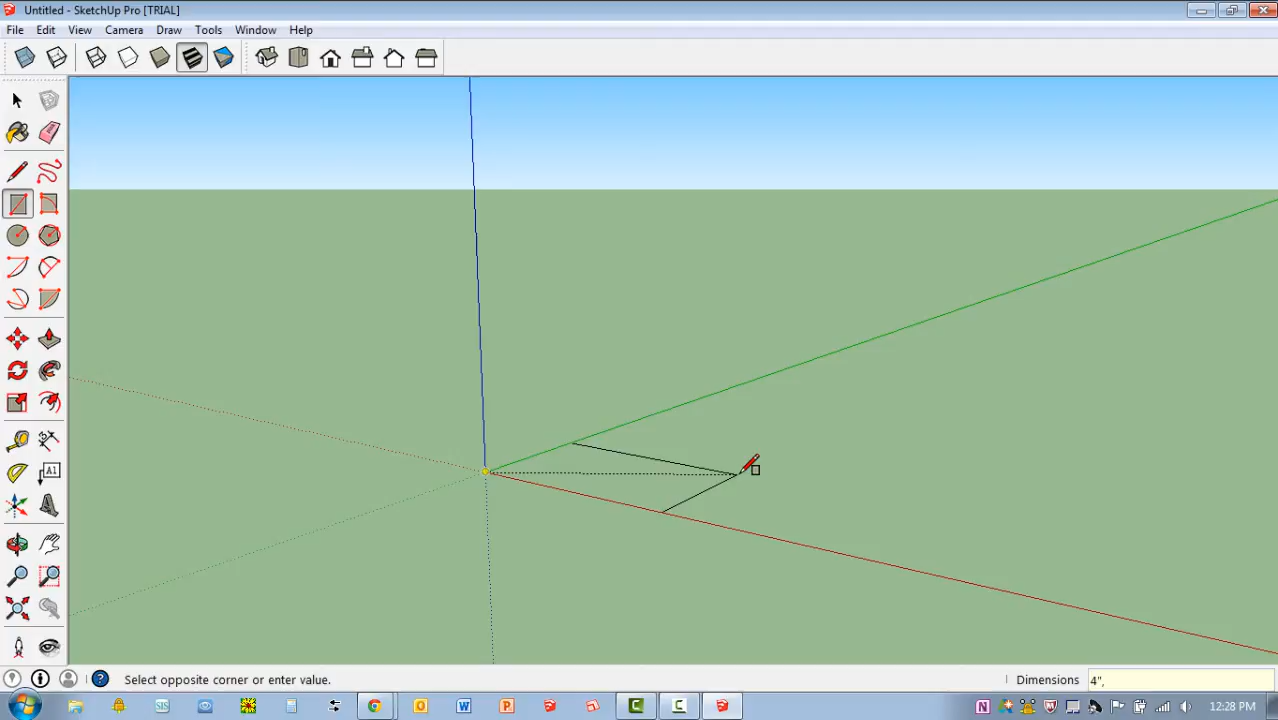 Untitled - SketchUp Pro [TRIAL]
File Edit View Camera Draw Tools Window Help
A1
Select opposite corner or enter value.
Dimensions 4",
12:28 PM